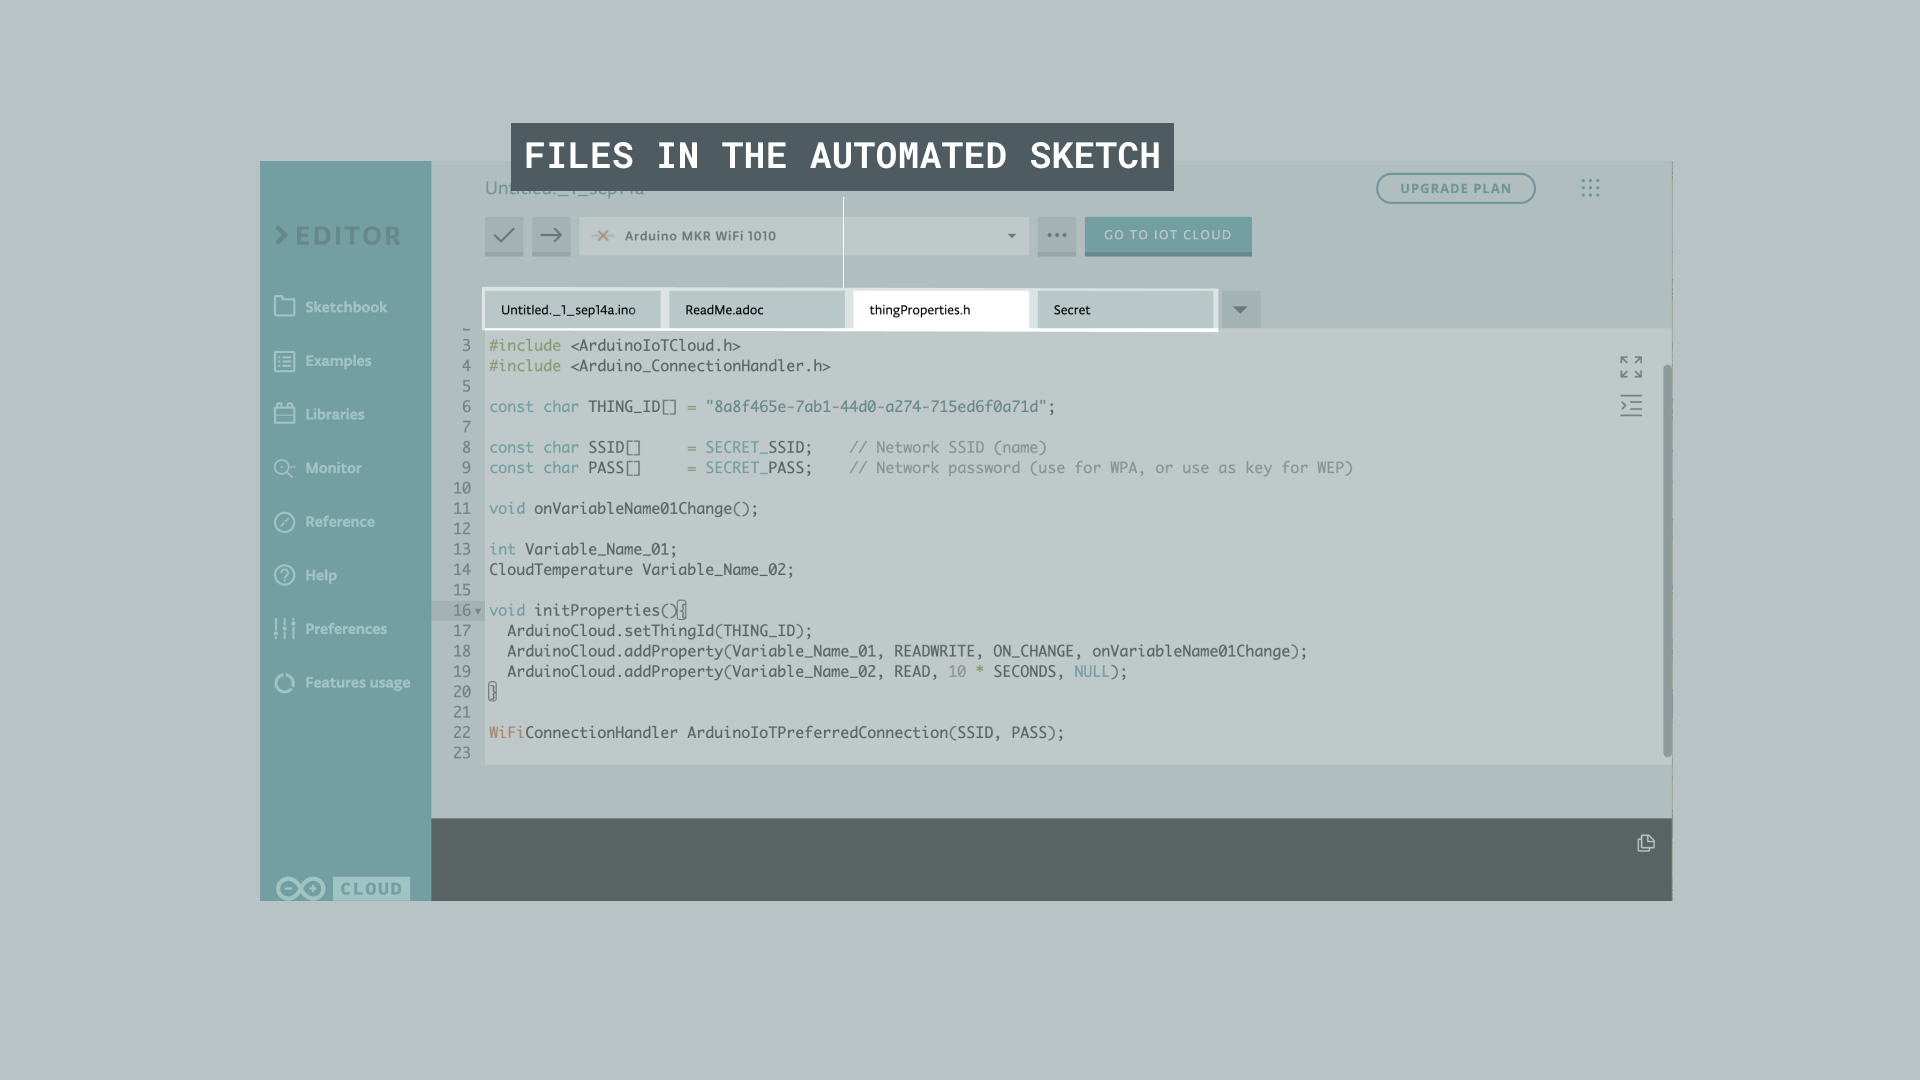 FILES IN THE AUTOMATED SKETCH
Untitled._1_sep14a
UPGRADE PLAN
EDITOR
Arduino MKR WiFi 1010
GO TO IOT CLOUD
Sketchbook
Examples
Libraries
Monitor
Reference
Help
Preferences
Features usage
CLOUD
Untitled._1_sep14a.ino
ReadMe.adoc
thingProperties.h
Secret
3 #include <ArduinoIoTCloud.h>
4 #include <Arduino_ConnectionHandler.h>
5
6 const char THING_ID[] = "8a8f465e-7ab1-44d0-a274-715ed6f0a71d";
7
8 const char SSID[]     = SECRET_SSID;    // Network SSID (name)
9 const char PASS[]     = SECRET_PASS;    // Network password (use for WPA, or use as key for WEP)
10
11 void onVariableName01Change();
12
13 int Variable_Name_01;
14 CloudTemperature Variable_Name_02;
15
16 void initProperties(){
17   ArduinoCloud.setThingId(THING_ID);
18   ArduinoCloud.addProperty(Variable_Name_01, READWRITE, ON_CHANGE, onVariableName01Change);
19   ArduinoCloud.addProperty(Variable_Name_02, READ, 10 * SECONDS, NULL);
20 }
21
22 WiFiConnectionHandler ArduinoIoTPreferredConnection(SSID, PASS);
23